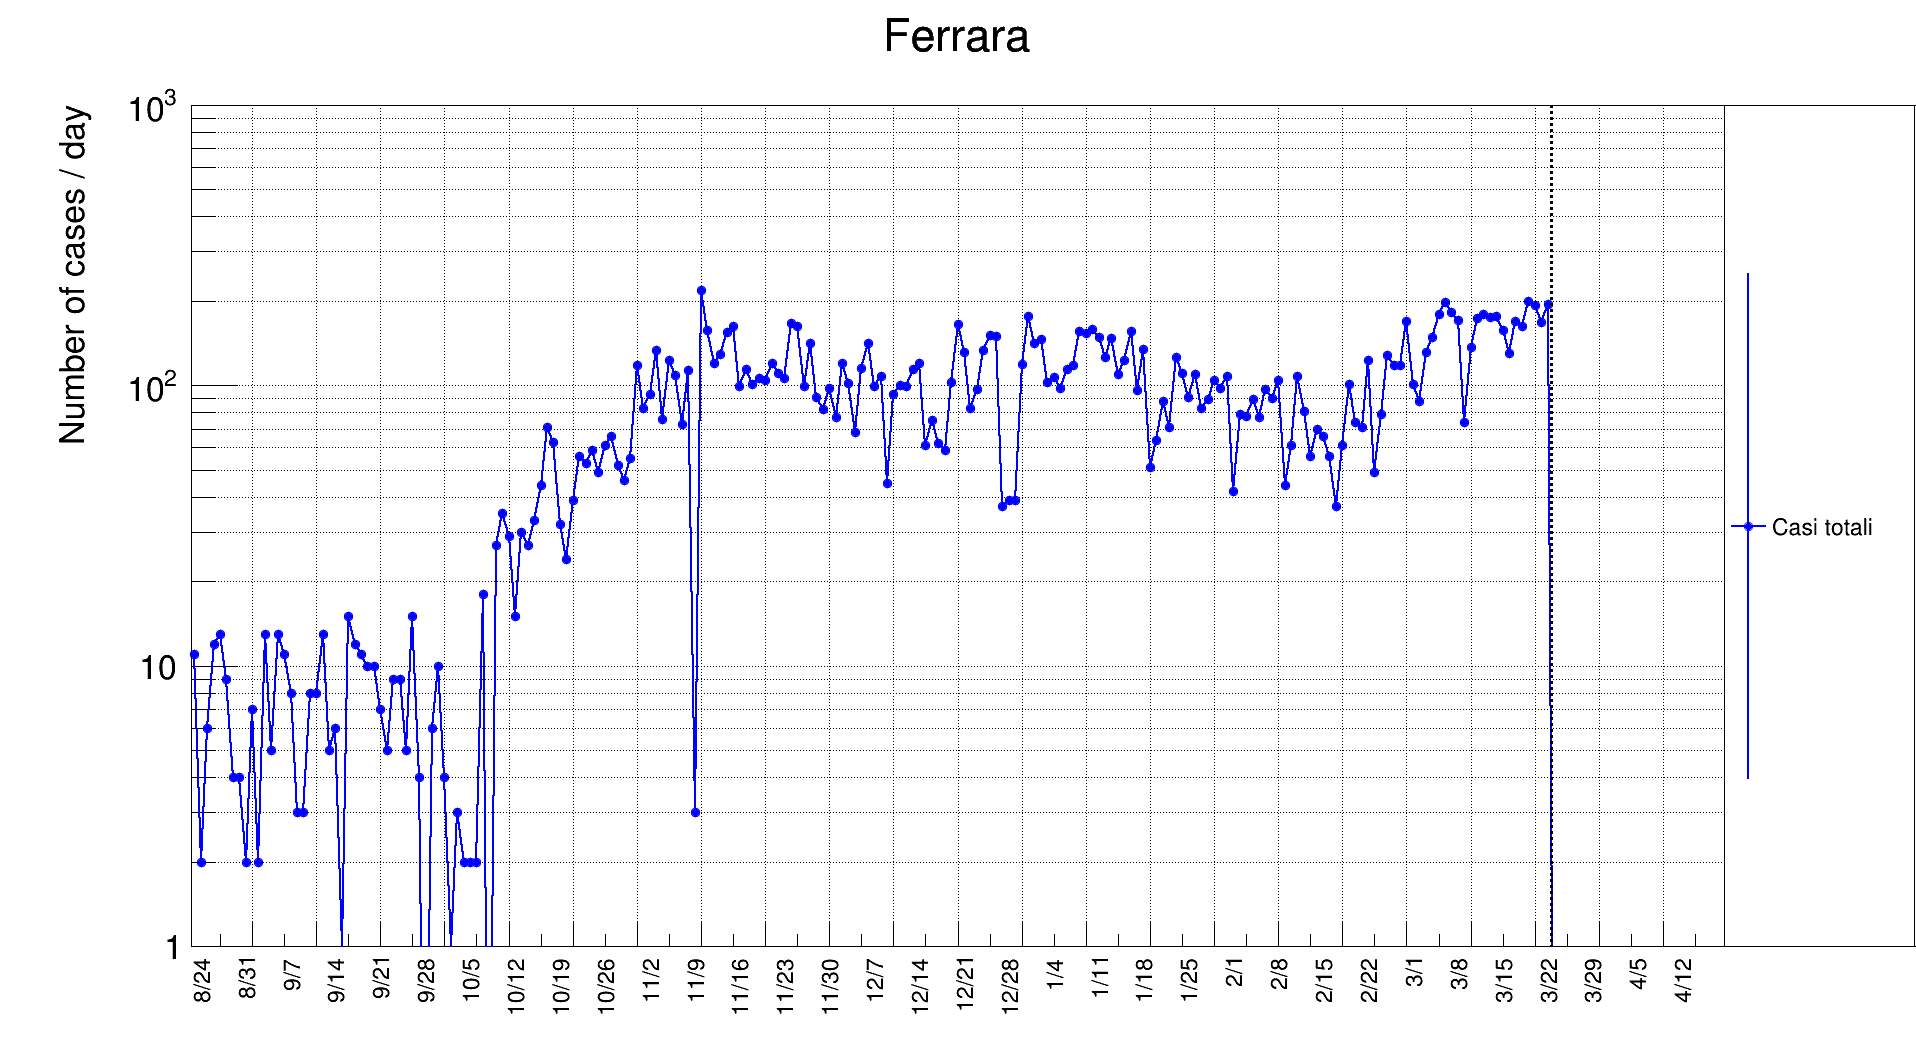 Ferrara
Number of cases / day
10³
10²
10
1
8/24 8/31 9/7 9/14 9/21 9/28 10/5 10/12 10/19 10/26 11/2 11/9 11/16 11/23 11/30 12/7 12/14 12/21 12/28 1/4 1/11 1/18 1/25 2/1 2/8 2/15 2/22 3/1 3/8 3/15 3/22 3/29 4/5 4/12
Casi totali